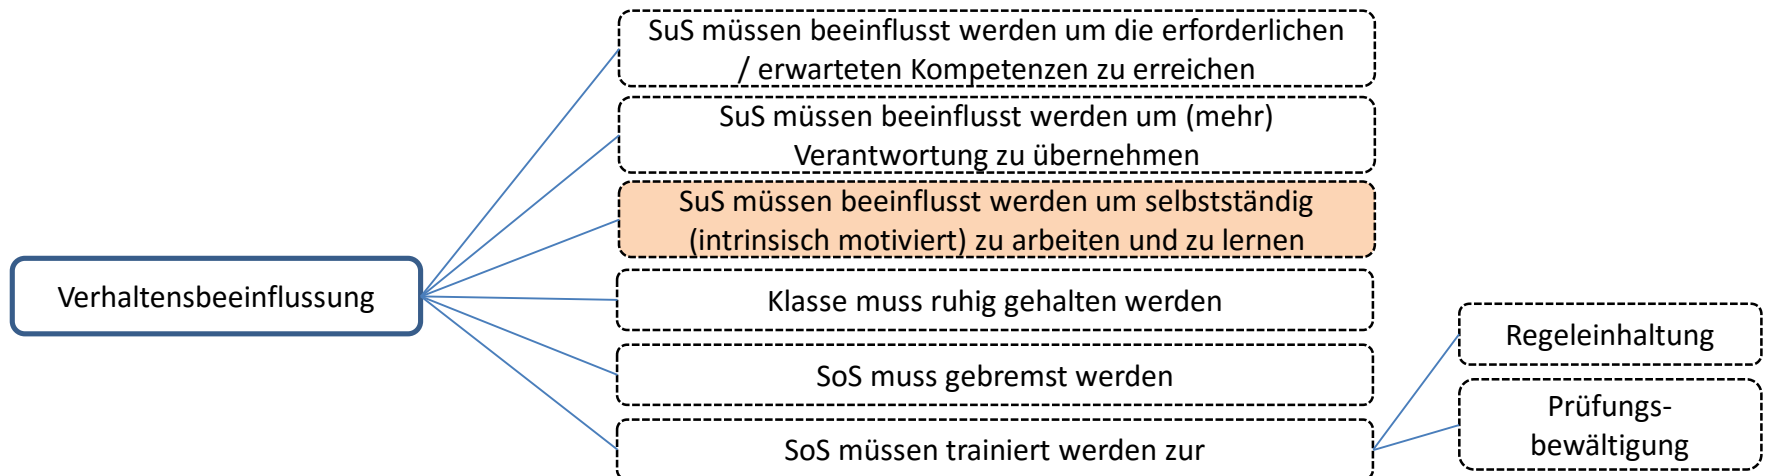 SuS müssen beeinflusst werden um die erforderlichen
/ erwarteten Kompetenzen zu erreichen
SuS müssen beeinflusst werden um (mehr)
Verantwortung zu übernehmen
SuS müssen beeinflusst werden um selbstständig
(intrinsisch motiviert) zu arbeiten und zu lernen
Verhaltensbeeinflussung
Klasse muss ruhig gehalten werden
SoS muss gebremst werden
SoS müssen trainiert werden zur
Regeleinhaltung
Prüfungs-
bewältigung